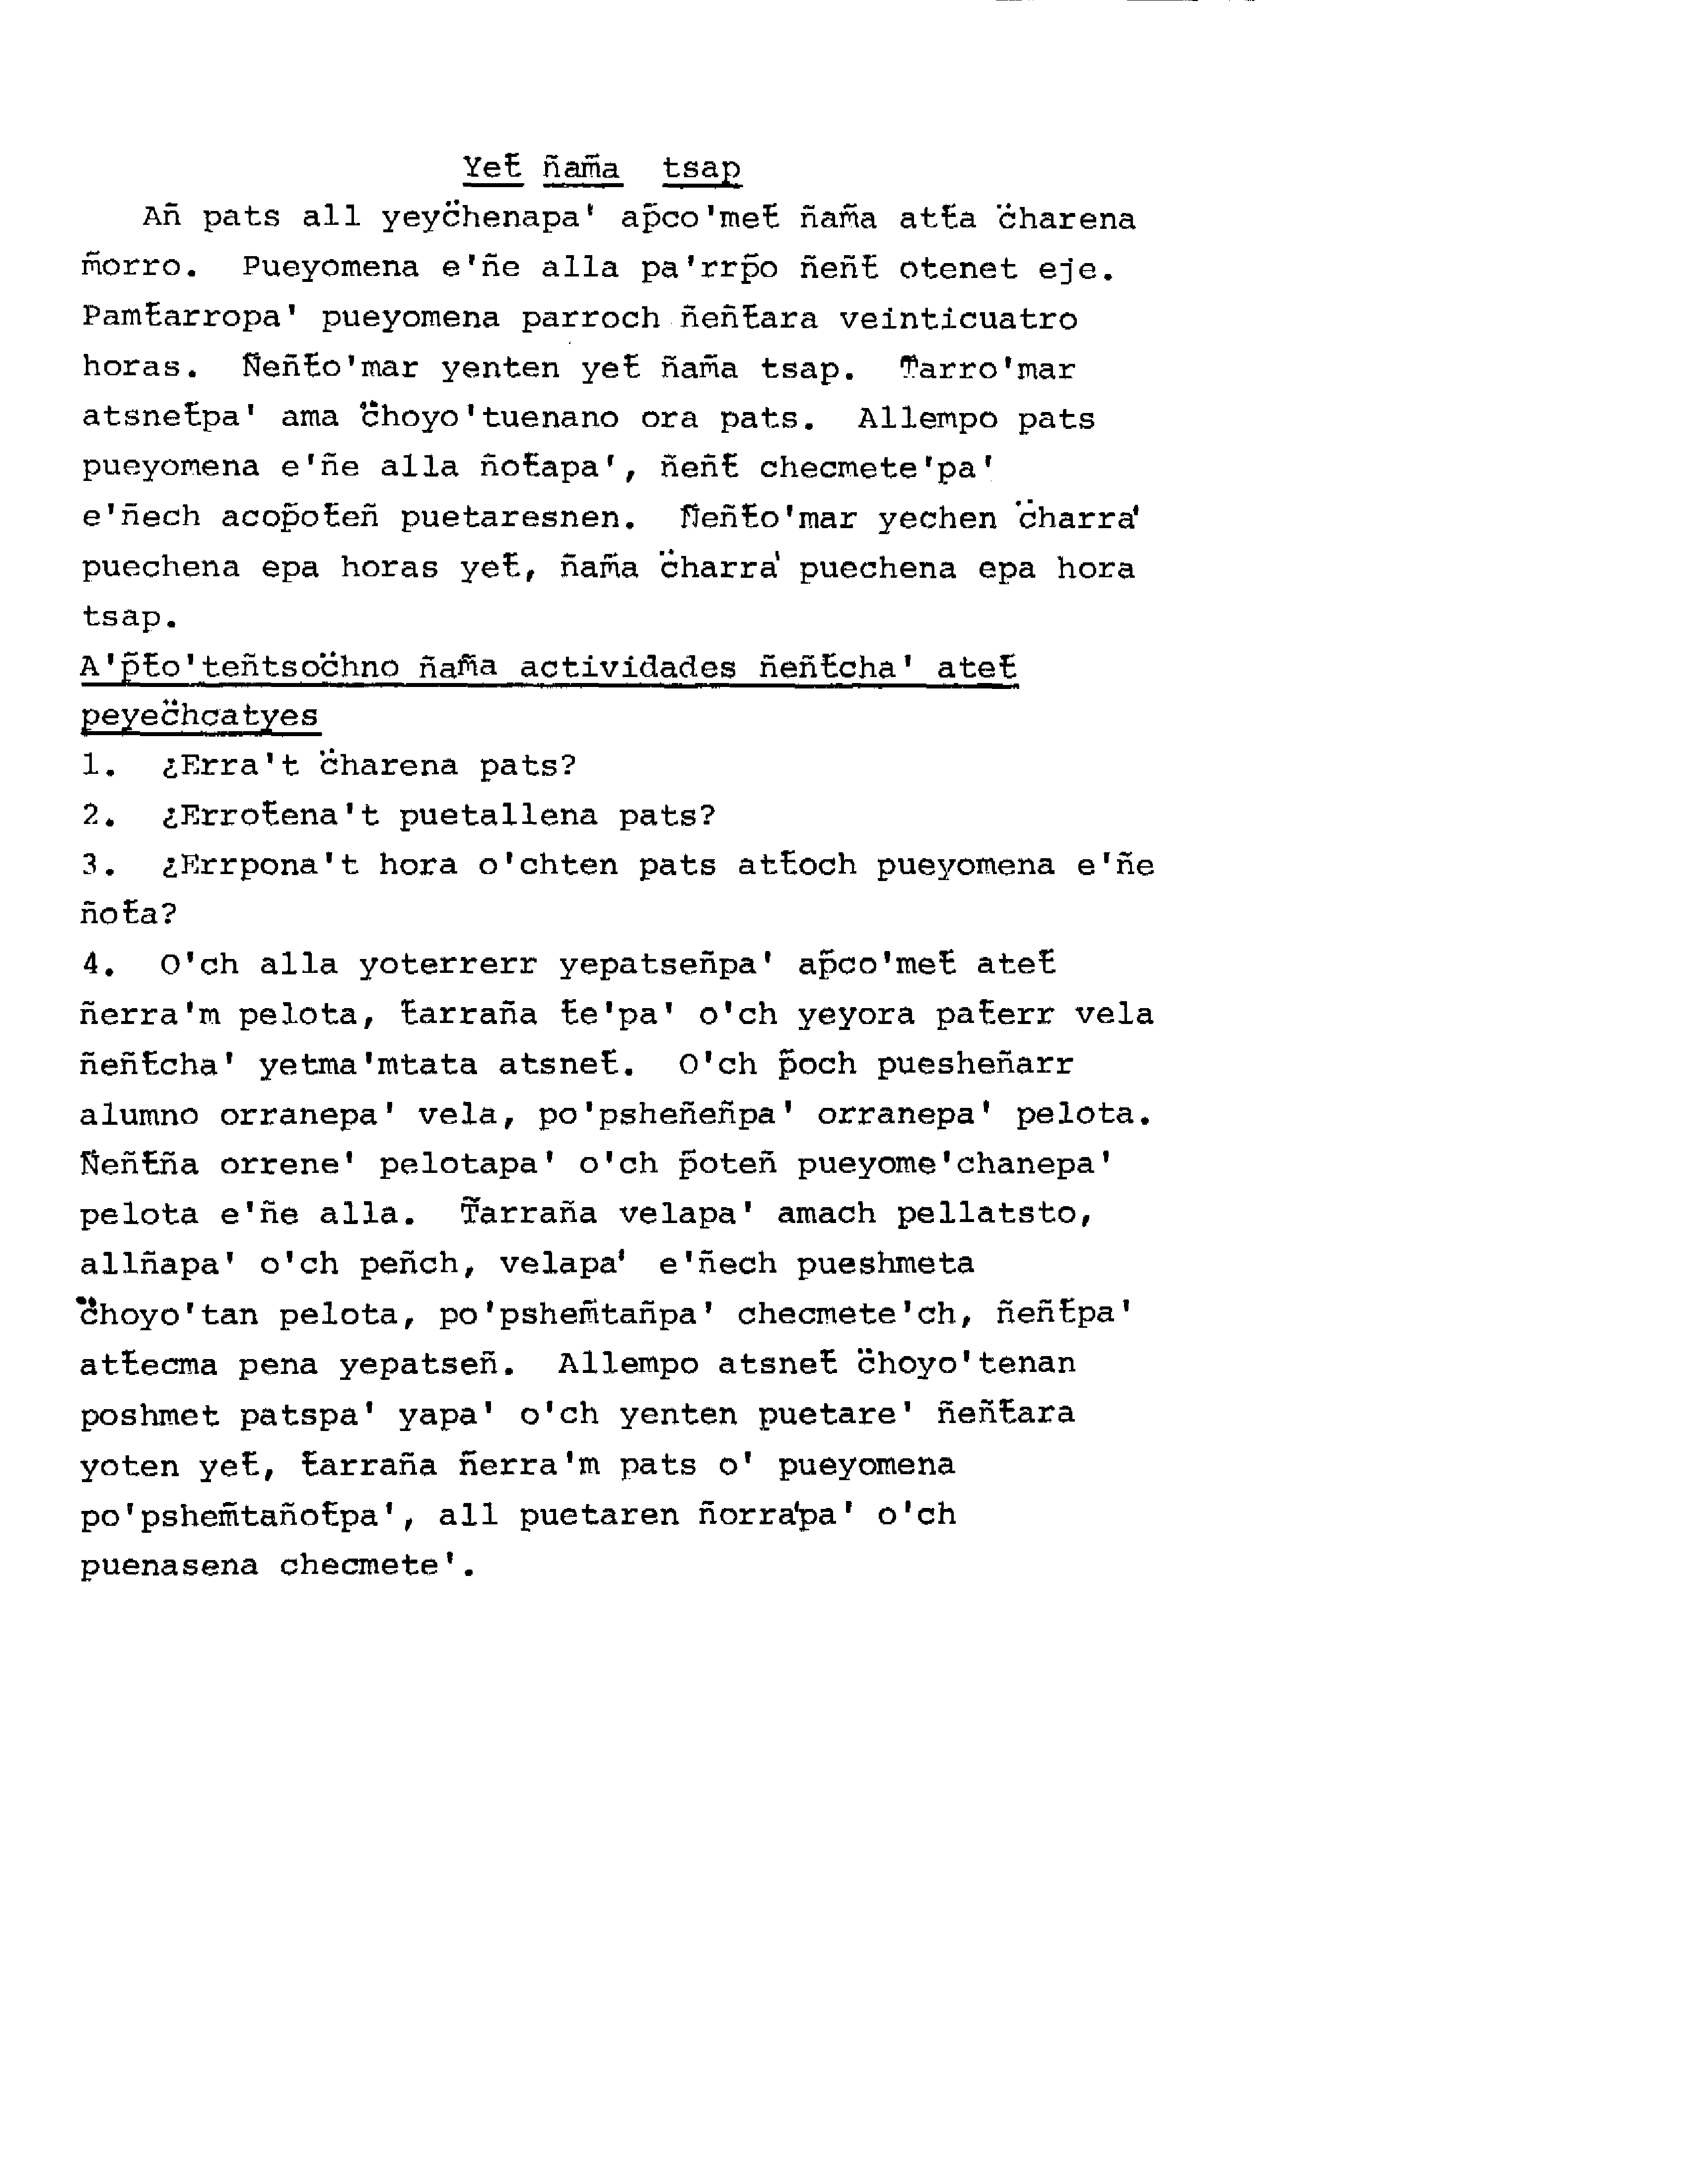 Yet̃ ñam̃a tsap
Añ pats all yeyc̈henapa' ap̃co'met̃ ñam̃a att̃a c̈harena
m̃orro. Pueyomena e'ñe alla pa'rrp̃o ñeñt̃ otenet eje.
Pamt̃arropa' pueyomena parroch ñeñt̃ara veinticuatro
horas. Ñeñt̃o'mar yenten yet̃ ñam̃a tsap. T̃arro'mar
atsnet̃pa' ama c̈hoyo'tuenano ora pats. Allempo pats
pueyomena e'ñe alla ñot̃apa', ñeñt̃ checmete'pa'
e'ñech acop̃ot̃eñ puetaresnen. Ñeñt̃o'mar yechen c̈harra'
puechena epa horas yet̃, ñam̃a c̈harra' puechena epa hora
tsap.
A'p̃t̃o'teñtsoc̈hno ñam̃a actividades ñeñt̃cha' atet̃
peyec̈hcatyes
1. ¿Erra't c̈harena pats?
2. ¿Errot̃ena't puetallena pats?
3. ¿Errpona't hora o'chten pats att̃och pueyomena e'ñe
ñot̃a?
4. O'ch alla yoterrerr yepatseñpa' ap̃co'met̃ atet̃
ñerra'm pelota, t̃arraña t̃e'pa' o'ch yeyora pat̃err vela
ñeñt̃cha' yetma'mtata atsnet̃. O'ch p̃och puesheñarr
alumno orranepa' vela, po'psheñeñpa' orranepa' pelota.
Ñeñt̃ña orrene' pelotapa' o'ch p̃oteñ pueyome'chanepa'
pelota e'ñe alla. T̃arraña velapa' amach pellatsto,
allñapa' o'ch peñch, velapa' e'ñech pueshmeta
c̈hoyo'tan pelota, po'pshem̃tañpa' checmete'ch, ñeñt̃pa'
att̃ecma pena yepatseñ. Allempo atsnet̃ c̈hoyo'tenan
poshmet patspa' yapa' o'ch yenten puetare' ñeñt̃ara
yoten yet̃, t̃arraña ñerra'm pats o' pueyomena
po'pshem̃tañot̃pa', all puetaren ñorra'pa' o'ch
puenasena checmete'.